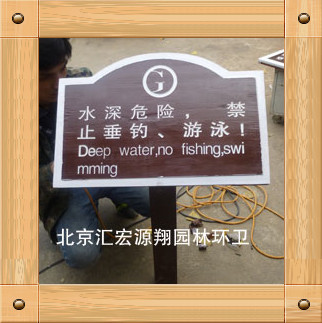 G
水深危险，禁
止垂钓、游泳！
Deep water,no fishing,swi
mming
北京汇宏源翔园林环卫